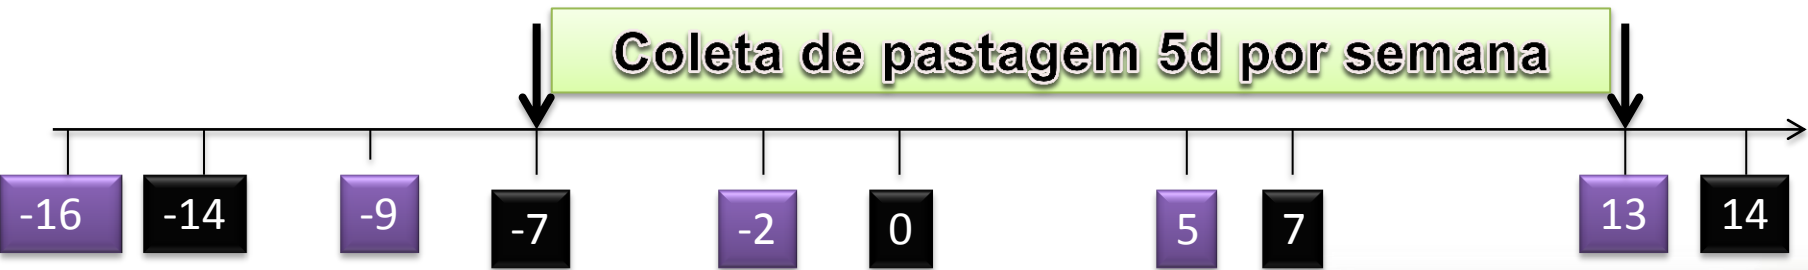 Coleta de pastagem 5d por semana
-16 -14 -9 -7 -2 0 5 7 13 14